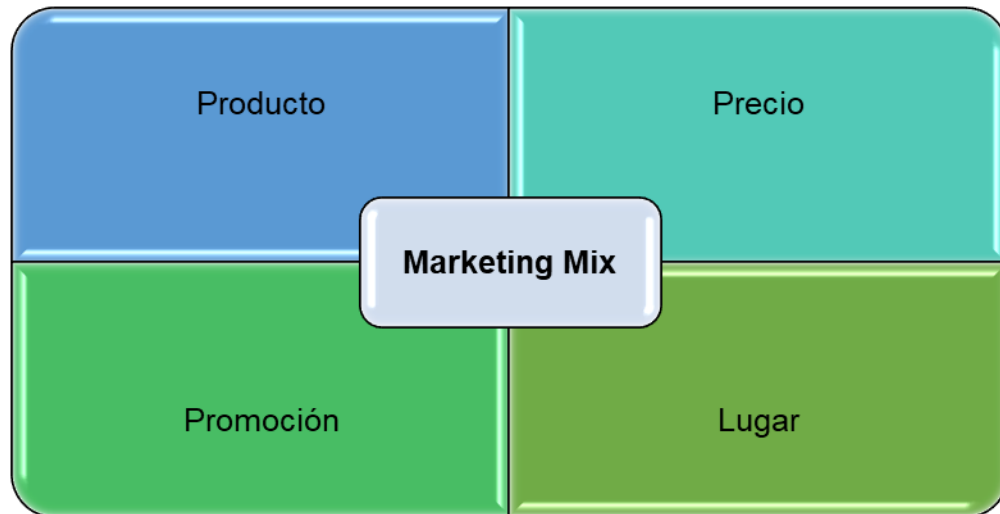 Producto
Precio
Marketing Mix
Promoción
Lugar